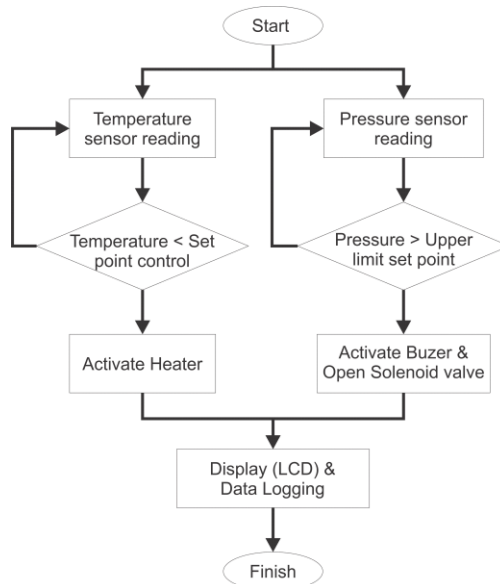 Start
Temperature
sensor reading
Pressure sensor
reading
Temperature < Set
point control
Pressure > Upper
limit set point
Activate Heater
Activate Buzer &
Open Solenoid valve
Display (LCD) &
Data Logging
Finish